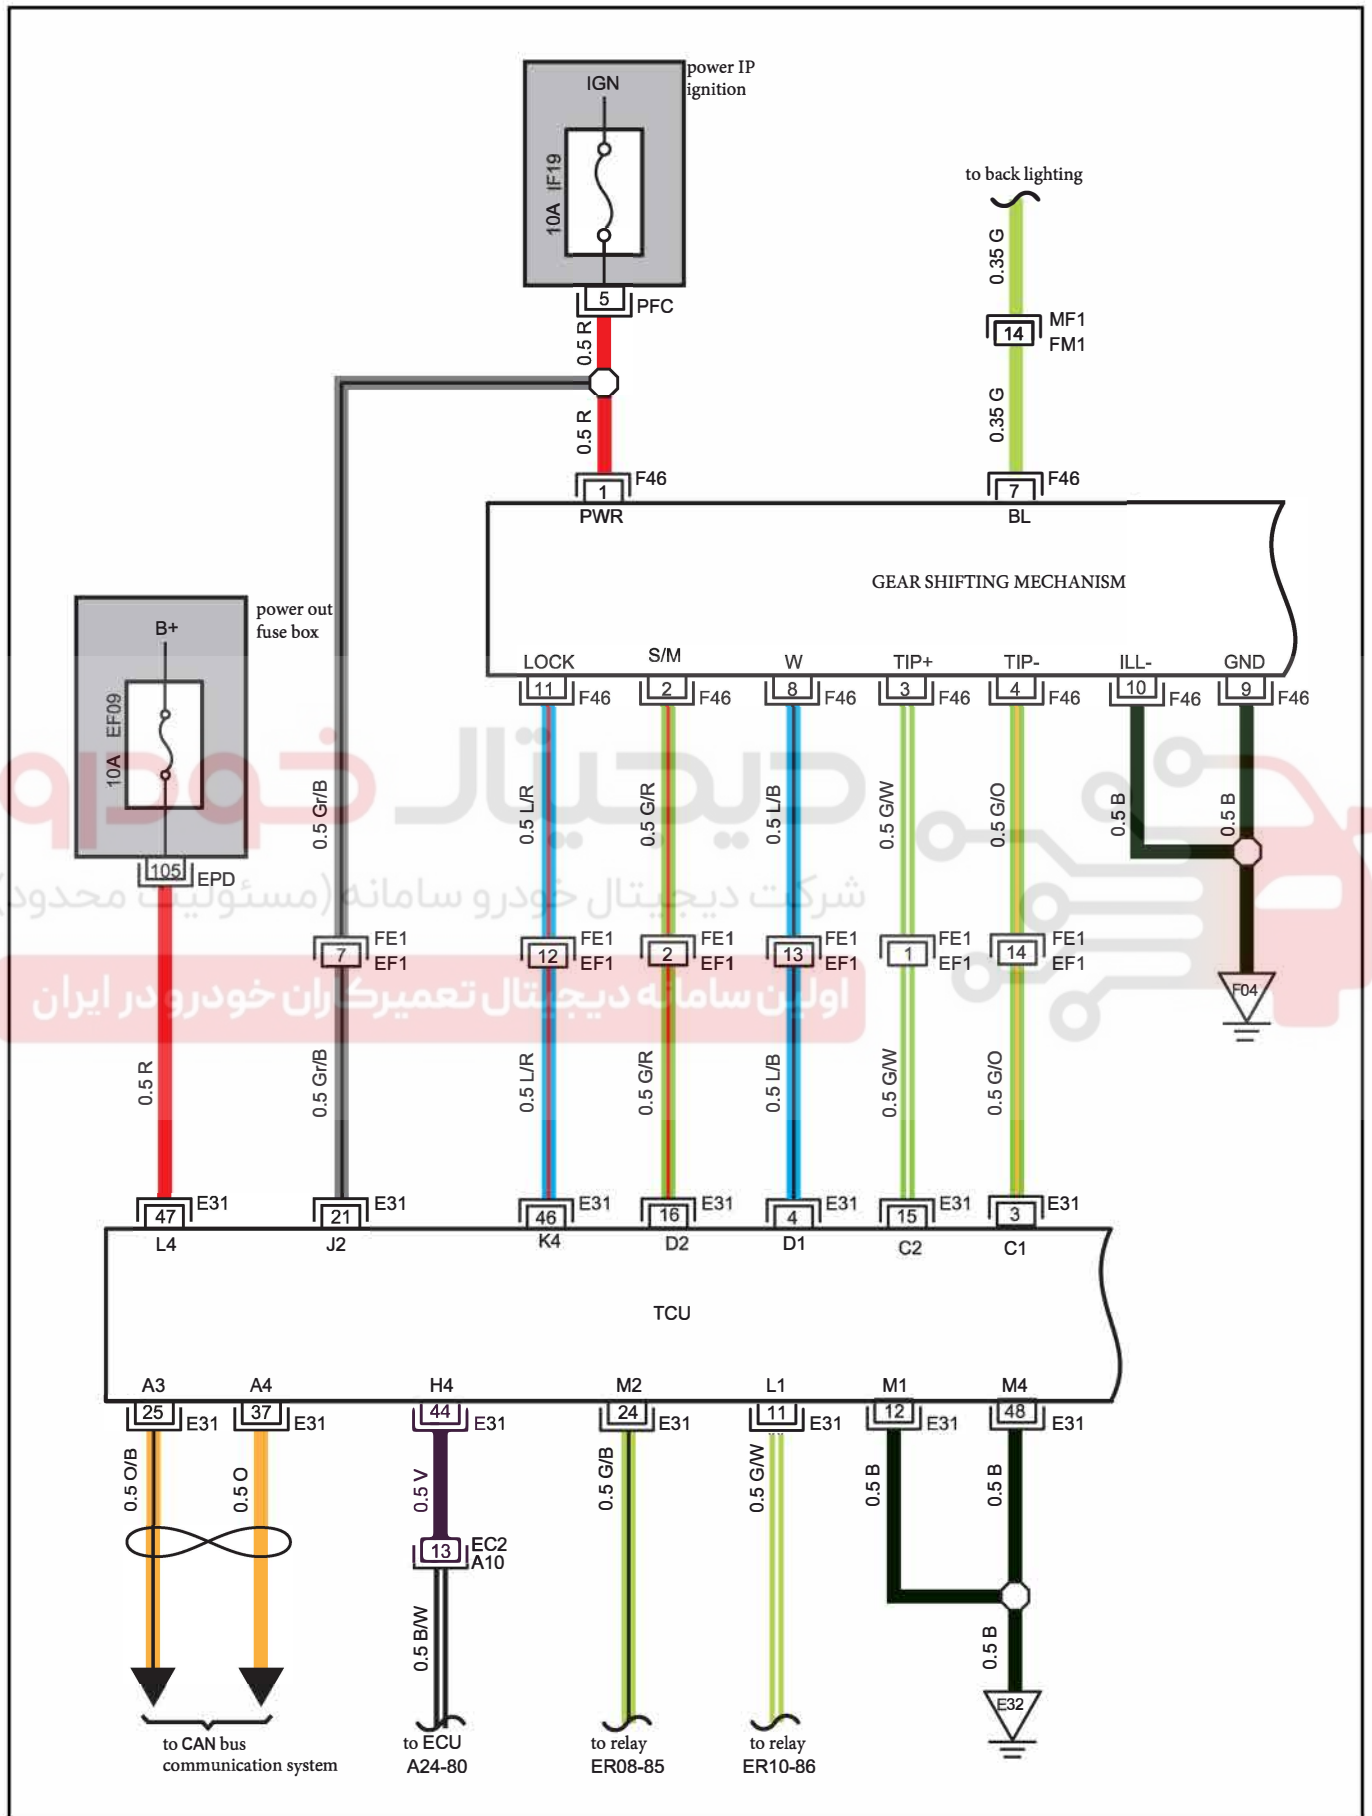 power IP
ignition
IGN
10A IF19
5
PFC
to back lighting
0.35 G
14
MF1
FM1
0.35 G
0.5 R
0.5 R
1
F46
PWR
7
F46
BL
GEAR SHIFTING MECHANISM
power out
fuse box
B+
10A EF09
105
EPD
LOCK
S/M
W
TIP+
TIP-
ILL-
GND
11
F46
2
F46
8
F46
3
F46
4
F46
10
F46
9
F46
دیجیتال خودرو
شرکت دیجیتال خودرو سامانه (مسئولیت محدود)
اولین سامانه دیجیتال تعمیرکاران خودرو در ایران
0.5 Gr/B
0.5 L/R
0.5 G/R
0.5 L/B
0.5 G/W
0.5 G/O
0.5 B
0.5 B
7
FE1
EF1
12
FE1
EF1
2
FE1
EF1
13
FE1
EF1
1
FE1
EF1
14
FE1
EF1
F04
0.5 R
0.5 Gr/B
0.5 L/R
0.5 G/R
0.5 L/B
0.5 G/W
0.5 G/O
47
E31
21
E31
46
E31
16
E31
4
E31
15
E31
3
E31
L4
J2
K4
D2
D1
C2
C1
TCU
A3
A4
H4
M2
L1
M1
M4
25
E31
37
E31
44
E31
24
E31
11
E31
12
E31
48
E31
0.5 O/B
0.5 O
0.5 V
0.5 G/B
0.5 G/W
0.5 B
0.5 B
13
EC2
A10
0.5 B/W
0.5 B
E32
to CAN bus
communication system
to ECU
A24-80
to relay
ER08-85
to relay
ER10-86